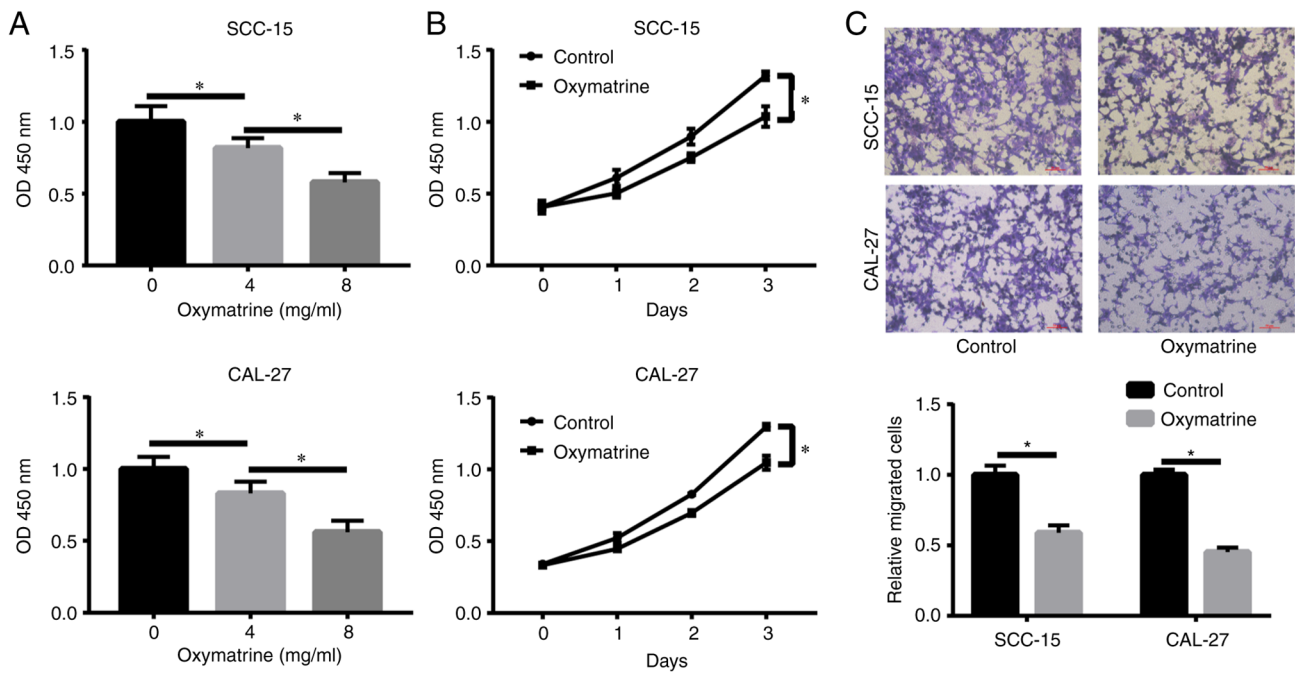 A
SCC-15
OD 450 nm
1.5
1.0
0.5
0.0
*
*
0
4
8
Oxymatrine (mg/ml)
CAL-27
OD 450 nm
1.5
1.0
0.5
0.0
*
*
0
4
8
Oxymatrine (mg/ml)
B
SCC-15
OD 450 nm
1.5
1.0
0.5
0.0
Control
Oxymatrine
*
0
1
2
3
Days
CAL-27
OD 450 nm
1.5
1.0
0.5
0.0
Control
Oxymatrine
*
0
1
2
3
Days
C
SCC-15
CAL-27
Control
Oxymatrine
Control
Oxymatrine
Relative migrated cells
1.5
1.0
0.5
0.0
*
*
SCC-15
CAL-27